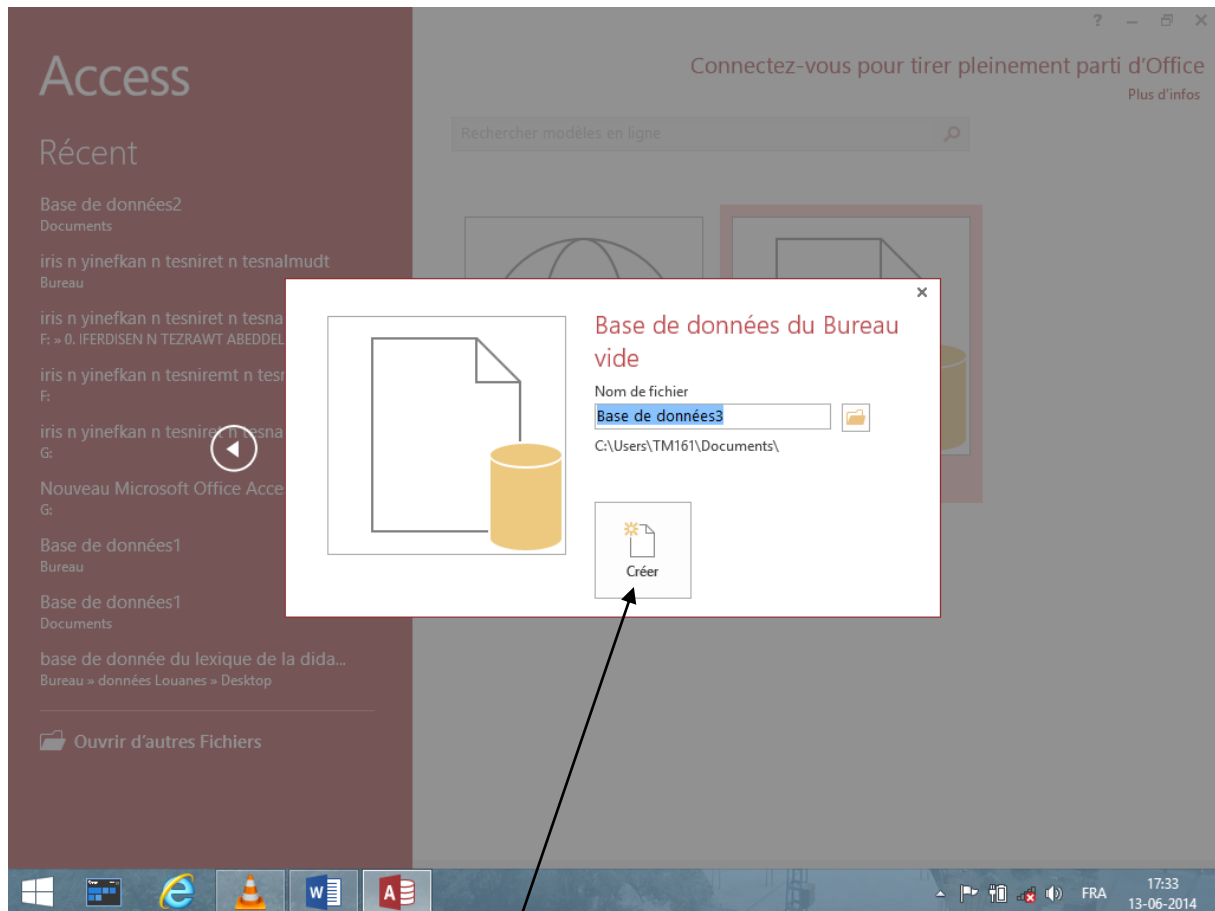 Access
Connectez-vous pour tirer pleinement parti d'Office
Plus d'infos
Rechercher modèles en ligne
Récent
Base de données2
Documents
iris n yinefkan n tesniret n tesnalmudt
Bureau
iris n yinefkan n tesniret n tesna
F: » 0. IFERDISEN N TEZRAWT ABEDDEL
iris n yinefkan n tesniremt n
F:
iris n yinefkan n tesniret n tesna
G:
Nouveau Microsoft Office Acce
G:
Base de données1
Bureau
Base de données1
Documents
base de donnée du lexique de la dida...
Bureau » données Louanes » Desktop
Ouvrir d'autres Fichiers
Base de données du Bureau
vide
Nom de fichier
Base de données3
C:\Users\TM161\Documents\
Créer
FRA
17:33
13-06-2014